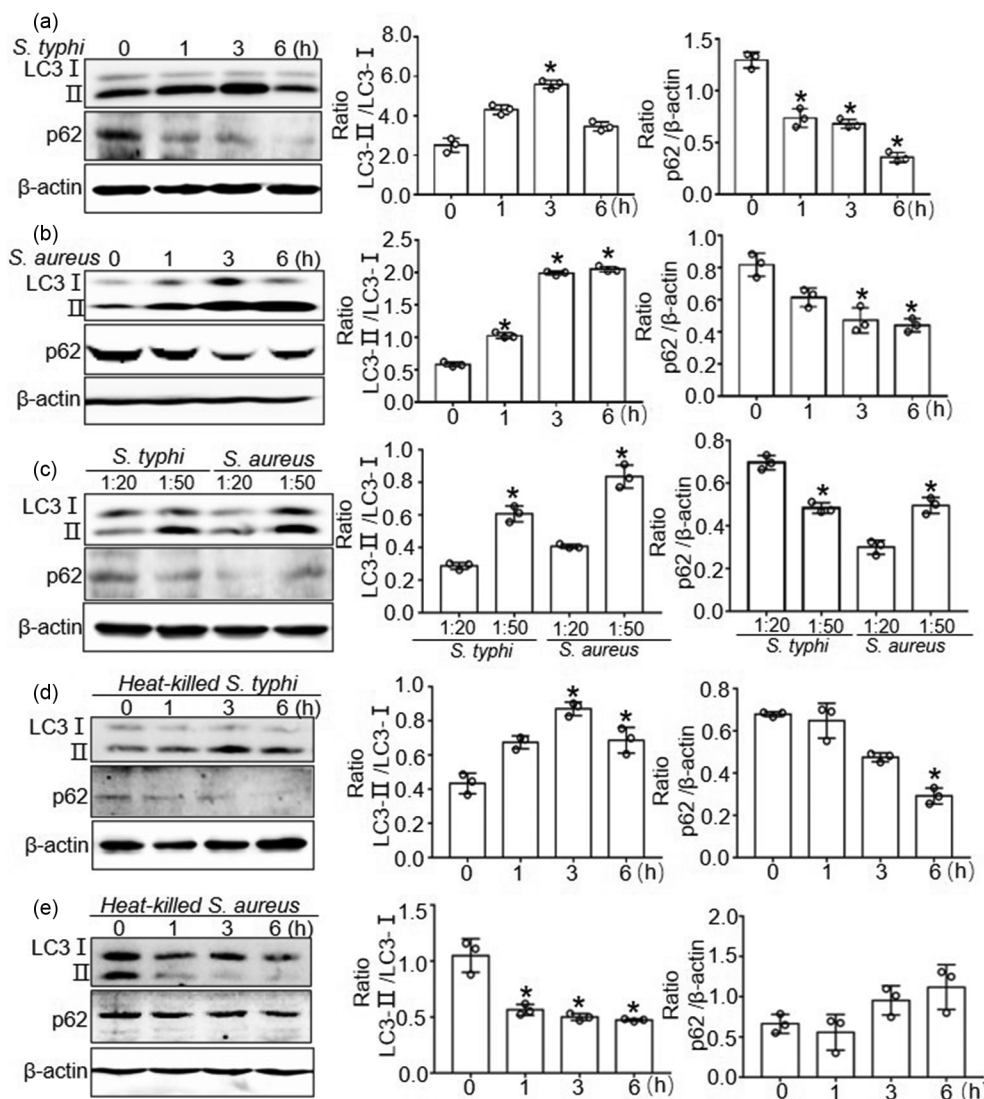 (a)
S. typhi 0 1 3 6 (h)
LC3 I
II
p62
β-actin
Ratio
LC3-II/LC3-I
8.0
6.0
4.0
2.0
*
0 1 3 6(h)
Ratio
p62/β-actin
1.5
1.0
0.5
0.0
* * *
0 1 3 6(h)
(b)
S. aureus 0 1 3 6 (h)
LC3 I
II
p62
β-actin
Ratio
LC3-II/LC3-I
2.5
2.0
1.5
1.0
0.5
0.0
* * *
0 1 3 6 (h)
Ratio
p62/β-actin
1.0
0.8
0.6
0.4
0.2
0.0
* *
0 1 3 6 (h)
(c)
S. typhi S. aureus
1:20 1:50 1:20 1:50
LC3 I
II
p62
β-actin
Ratio
LC3-II/LC3-I
1.0
0.8
0.6
0.4
0.2
0.0
* *
1:20 1:50 1:20 1:50
S. typhi S. aureus
Ratio
p62/β-actin
0.8
0.6
0.4
0.2
0.0
* *
1:20 1:50 1:20 1:50
S. typhi S. aureus
(d)
Heat-killed S. typhi
0 1 3 6 (h)
LC3 I
II
p62
β-actin
Ratio
LC3-II/LC3-I
1.0
0.8
0.6
0.4
0.2
0.0
* *
0 1 3 6 (h)
Ratio
p62/β-actin
0.8
0.6
0.4
0.2
0.0
*
0 1 3 6 (h)
(e)
Heat-killed S. aureus
0 1 3 6 (h)
LC3 I
II
p62
β-actin
Ratio
LC3-II/LC3-I
1.5
1.0
0.5
0.0
* * *
0 1 3 6 (h)
Ratio
p62/β-actin
2.0
1.5
1.0
0.5
0.0
0 1 3 6 (h)